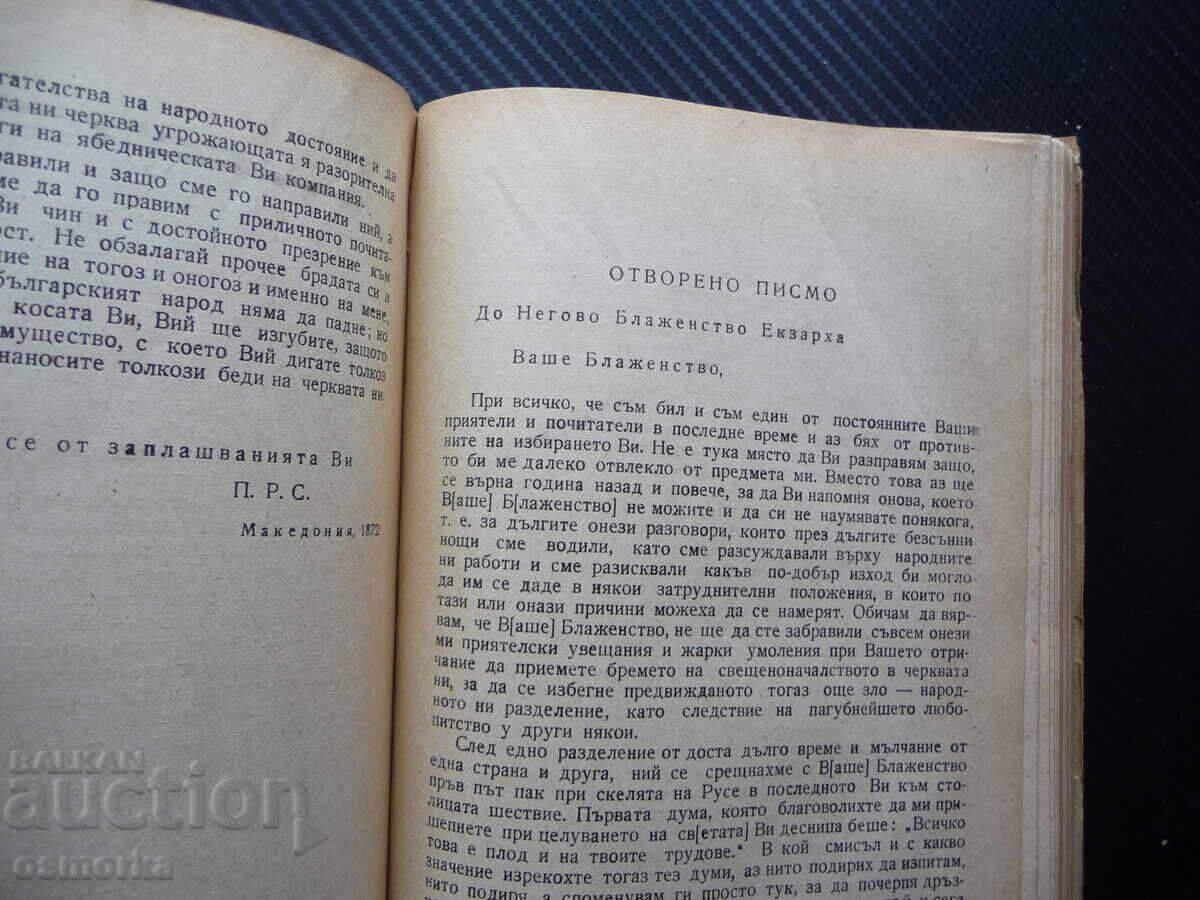 гателства на народното достояние и да
та ни черква угрожающата я разорителна
ги на ябедническата Ви компания.
равили и защо сме го направили ний, а
ме да го правим с приличното почита-
Ви чин и с достойното презрение към
ост. Не обзалагай прочее брадата си и
ние на тогоз и оногоз и именно на мене,
българският народ няма да падне; но
косата Ви, Вий ще изгубите, защото
мущество, с което Вий дигате толкоз
наносите толкози беди на черквата ни.
се от заплашванията Ви
П. Р. С.
Македония, 1872
ОТВОРЕНО ПИСМО
До Негово Блаженство Екзарха
Ваше Блаженство,
При всичко, че съм бил и съм един от постоянните Ваши
приятели и почитатели в последне време и аз бях от против-
ните на избирането Ви. Не е тука място да Ви разправям защо,
то би ме далеко отвлекло от предмета ми. Вместо това аз ще
се върна година назад и повече, за да Ви напомня онова, което
В[аше] Б[лаженство] не можите и да си не наумявате понякога,
т. е. за дългите онези разговори, които през дългите безсънни
нощи сме водили, като сме разсуждавали върху народните
ни работи и сме разисквали какъв по-добър изход би могло
да им се даде в някои затруднителни положения, в които по
тази или онази причини можеха да се намерят. Обичам да вяр-
вам, че В[аше] Блаженство, не ще да сте забравили съвсем онези
ми приятелски увещания и жарки умоления при Вашето отри-
чание да приемете бремето на свещеноначалството в черквата
ни, за да се избегне предвижданото тогаз още зло — народ-
ното ни разделение, като следствие на пагубнейшето любо-
питство у други някои.
След едно разделение от доста дълго време и мълчание от
една страна и друга, ний се срещнахме с В[аше] Блаженство
пръв път пак при скелята на Русе в последното Ви към сто-
лицата шествие. Първата дума, която благоволихте да ми при-
шепнете при целуването на св[етата] Ви десница беше: „Всичко
това е плод и на твоите трудове.“ В кой смисъл и с какво
значение изрекохте тогаз тез думи, аз нито подирих да изпитам,
нито подиря, а споменувам ги просто тук, за да почерпя дръз-
и сега
BALKAN
auction
osmorka